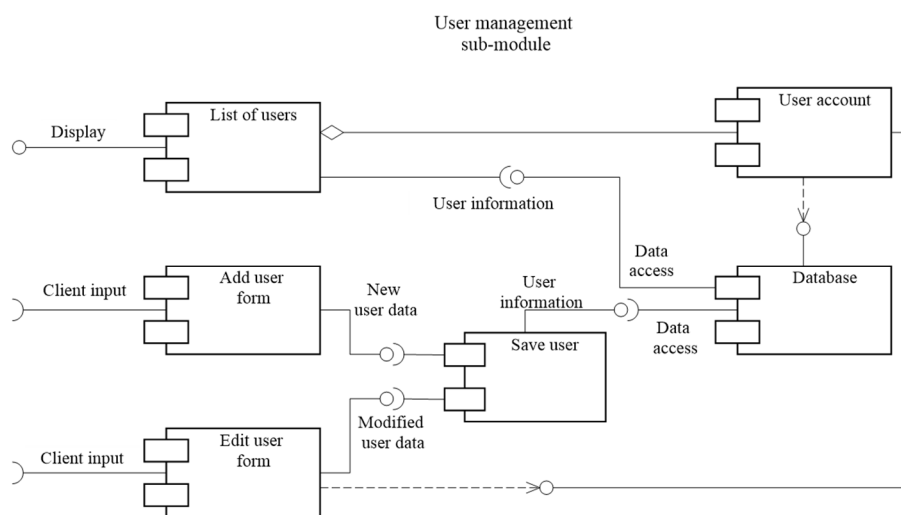 User management
sub-module
List of users
User account
Display
User information
Data
access
Database
Client input
Add user
form
New
user data
User
information
Data
access
Save user
Modified
user data
Client input
Edit user
form